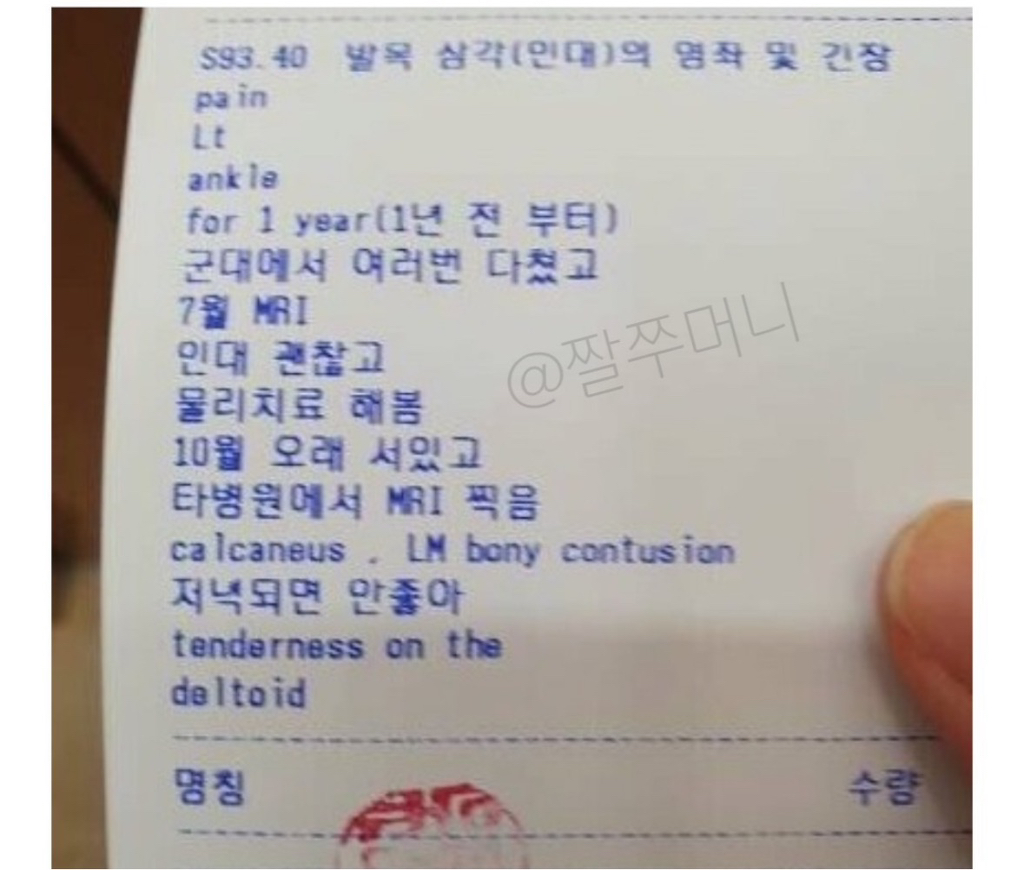 S93.40 발목 삼각(인대)의 염좌 및 긴장
pain
Lt
ankle
for 1 year(1년 전 부터)
군대에서 여러번 다쳤고
7월 MRI
인대 괜찮고
물리치료 해봄
10월 오래 서있고
타병원에서 MRI 찍음
calcaneus . LM bony contusion
저녁되면 안좋아
tenderness on the
deltoid
명칭 수량
@짤쭈머니